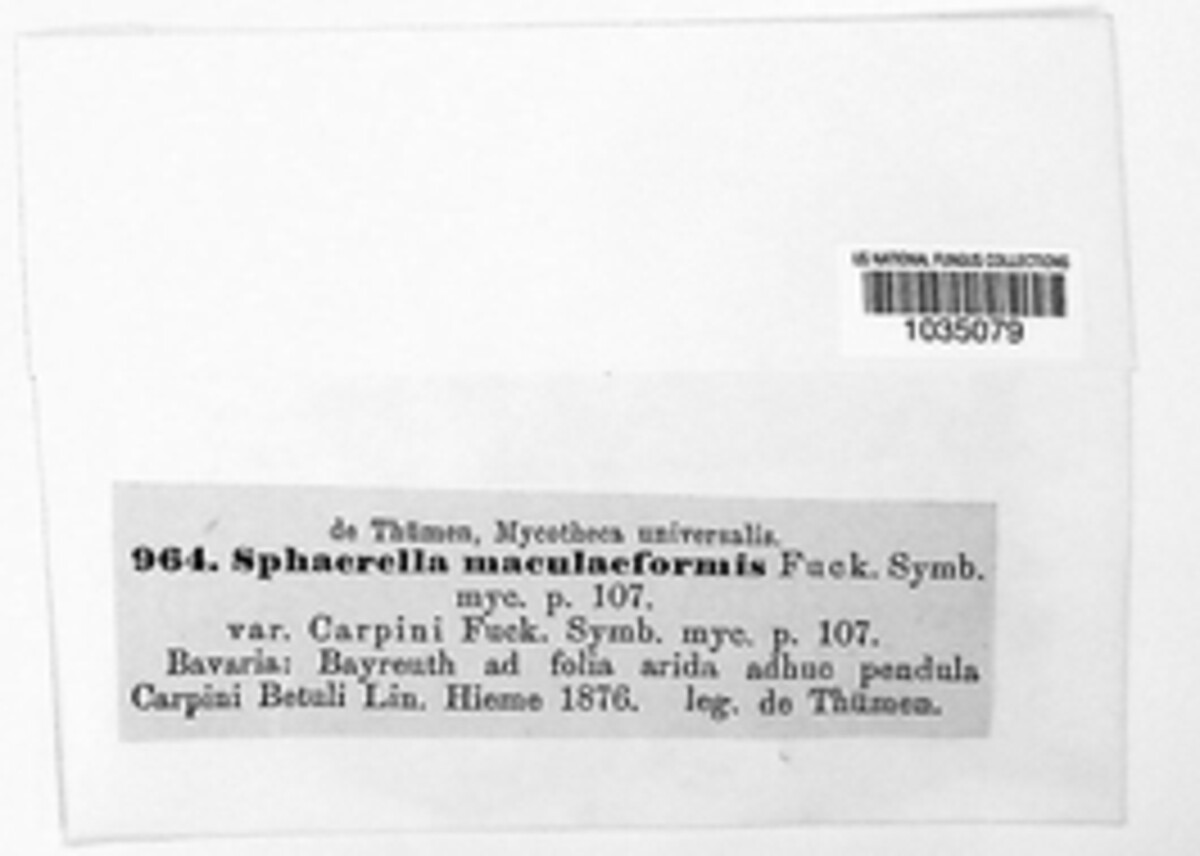 US NATIONAL FUNGUS COLLECTIONS
1035079
de Thümen, Mycotheca universalis.
964. Sphaerella maculaeformis Fuck. Symb.
myc. p. 107.
var. Carpini Fuck. Symb. myc. p. 107.
Bavaria: Bayreuth ad folia arida adhuc pendula
Carpini Betuli Lin. Hieme 1876. leg. de Thümen.